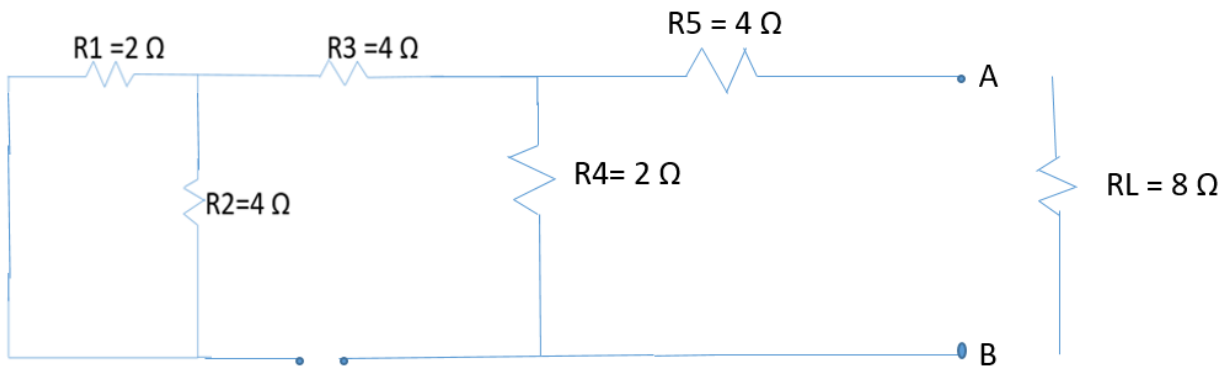 R5 = 4 Ω
R1 =2 Ω
R3 =4 Ω
A
R4= 2 Ω
RL = 8 Ω
R2=4 Ω
B